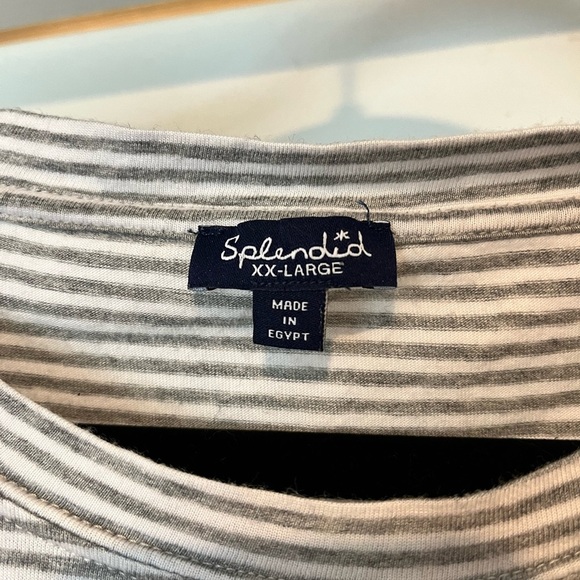 Splendid
XX-LARGE
MADE
IN
EGYPT